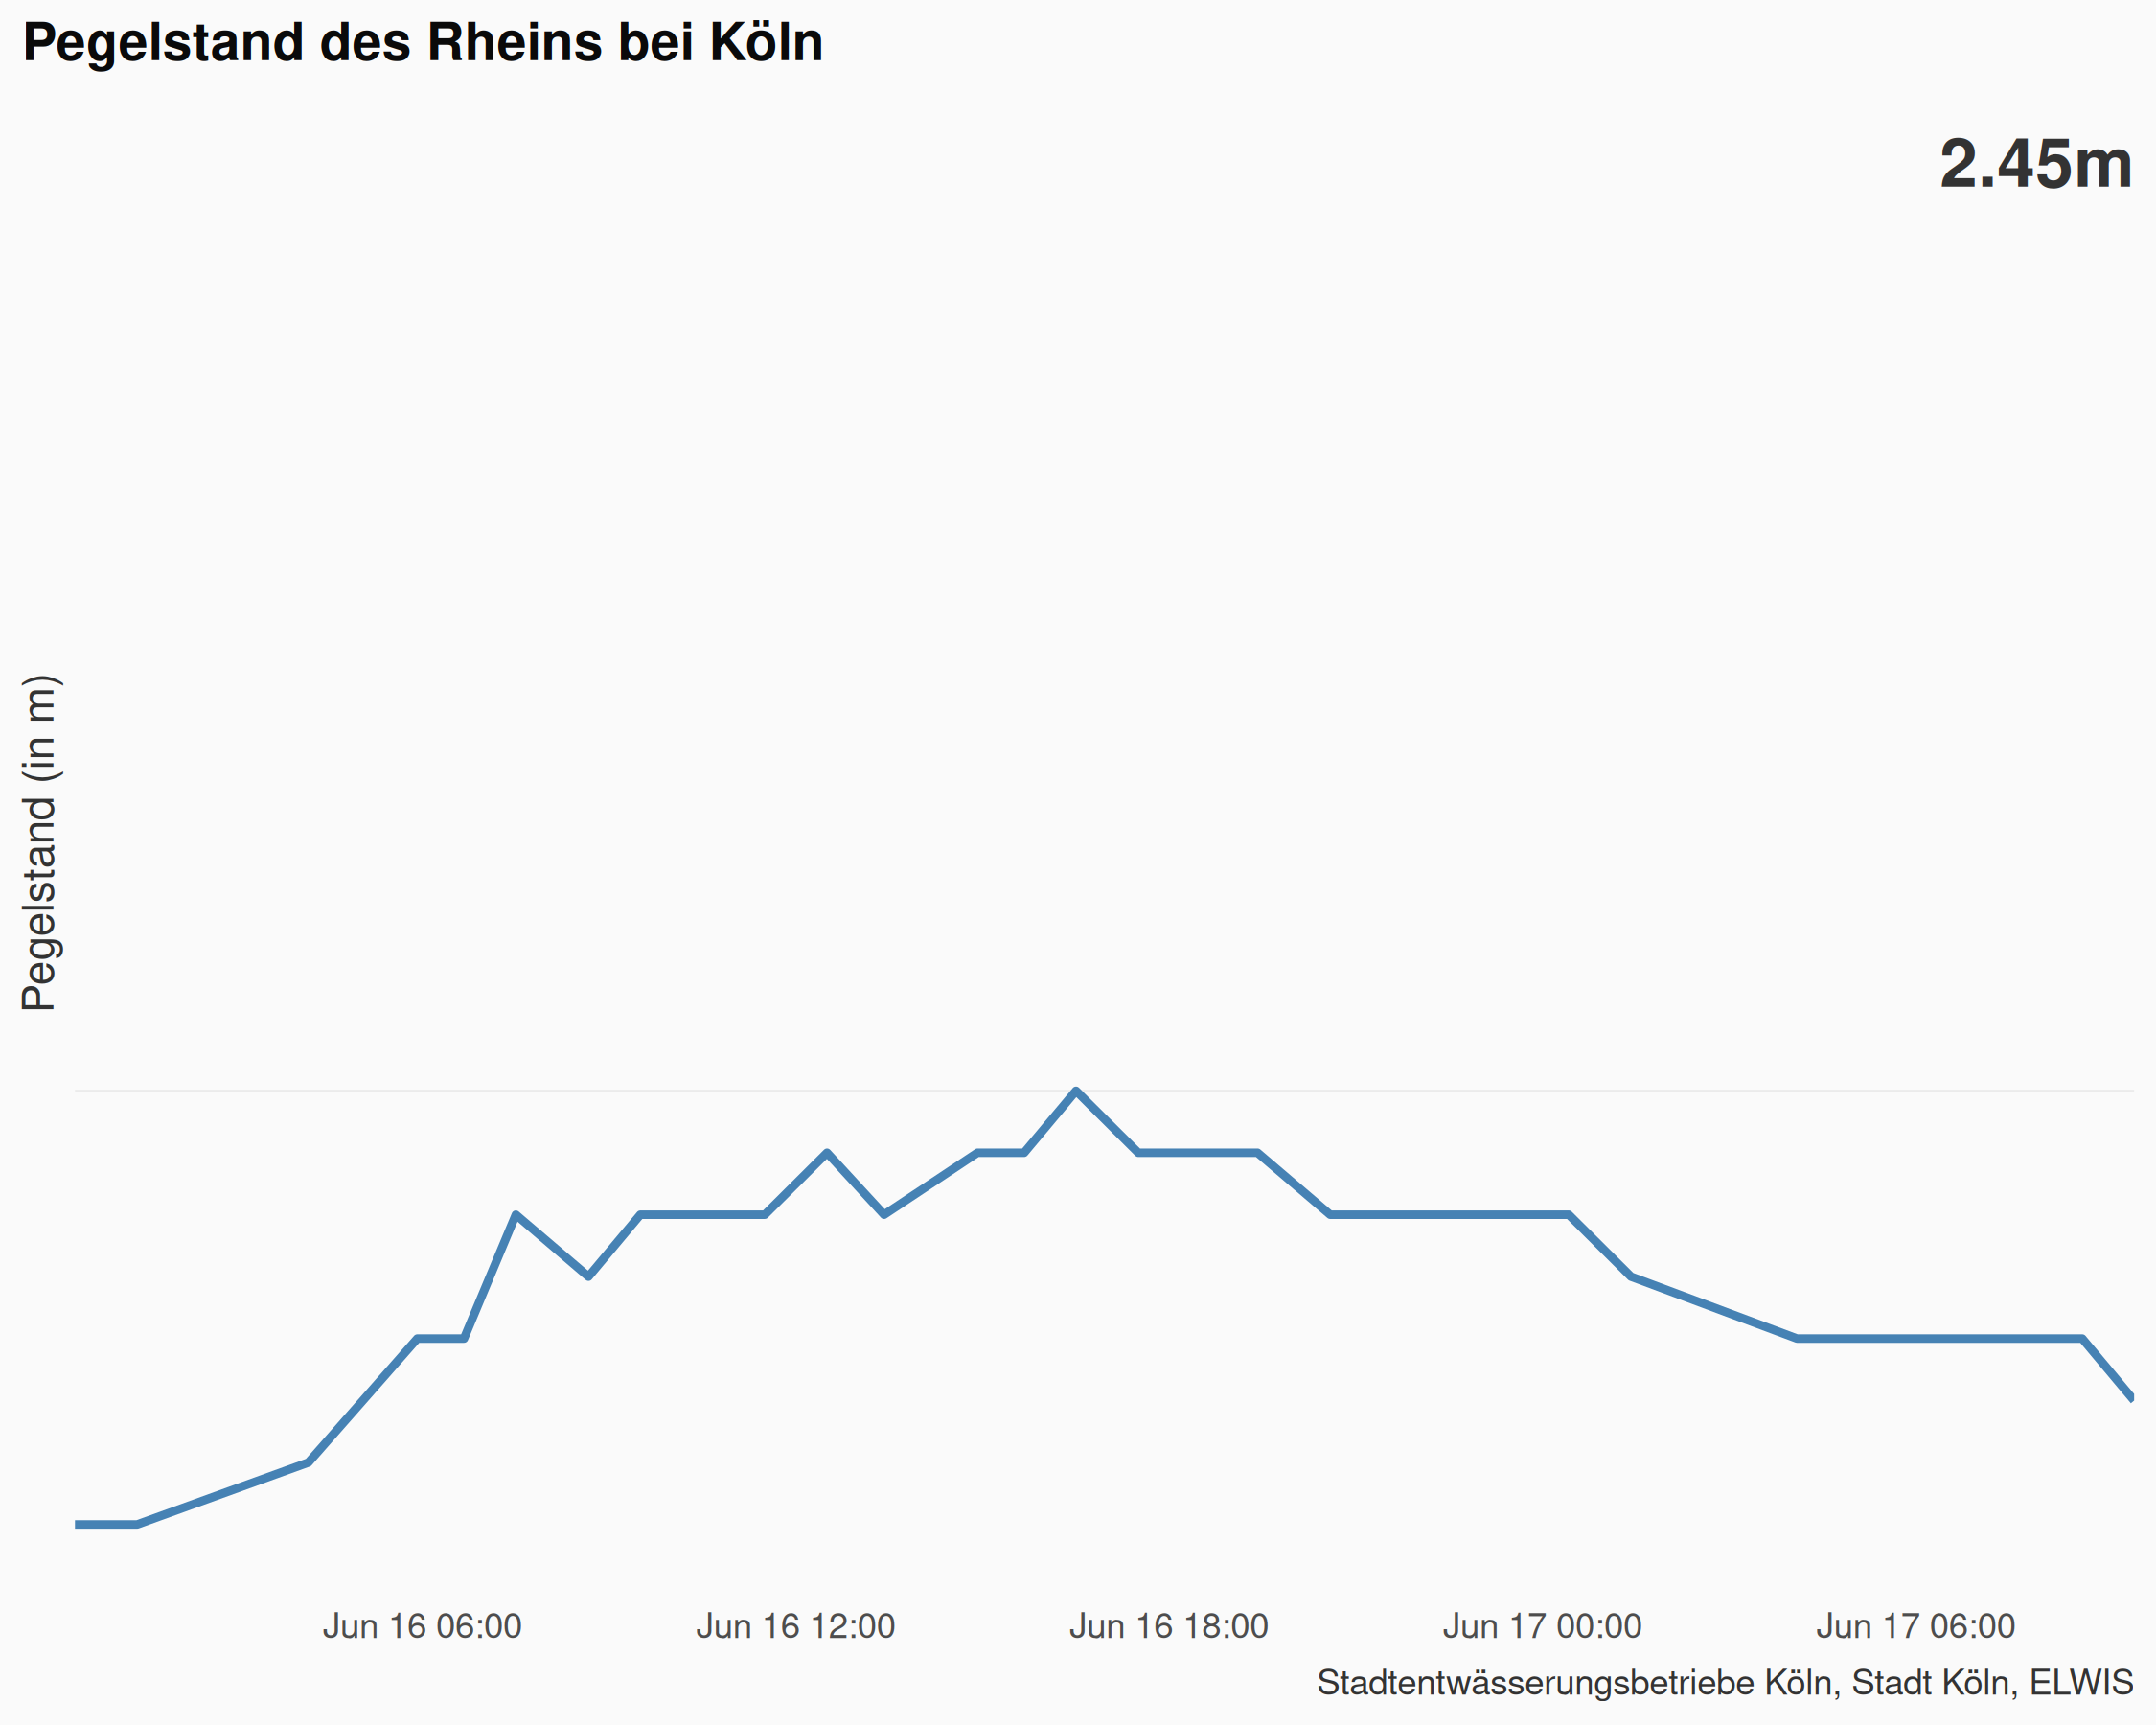 Pegelstand des Rheins bei Köln
2.45m
Pegelstand (in m)
Jun 16 06:00
Jun 16 12:00
Jun 16 18:00
Jun 17 00:00
Jun 17 06:00
Stadtentwässerungsbetriebe Köln, Stadt Köln, ELWIS